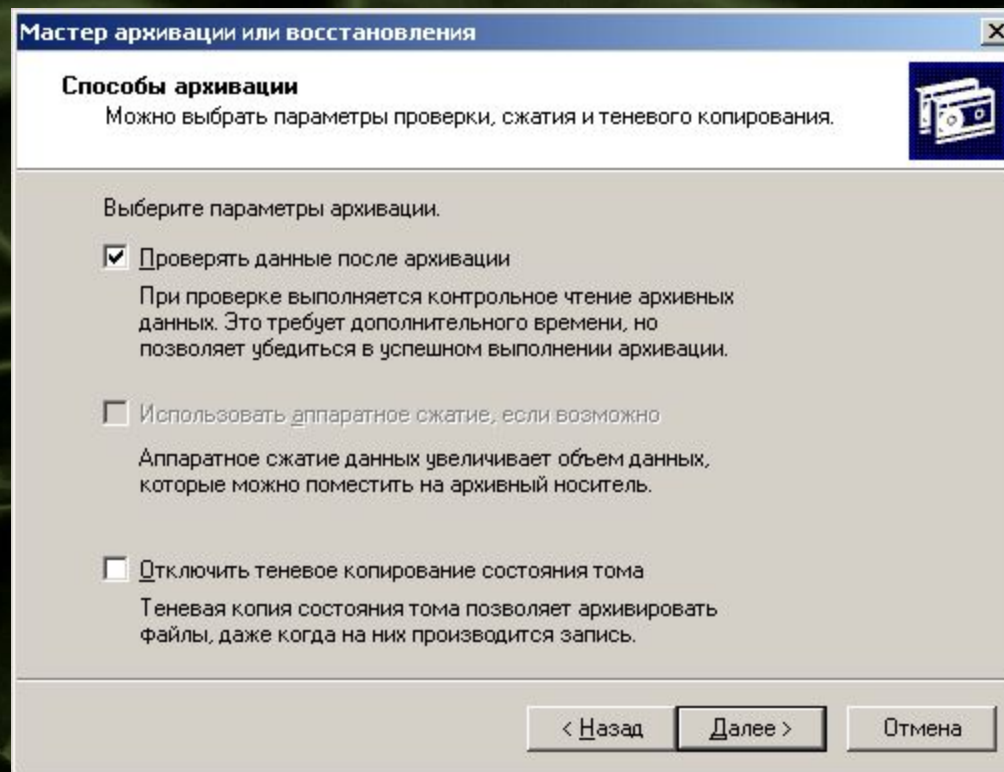 Мастер архивации или восстановления
Способы архивации
Можно выбрать параметры проверки, сжатия и теневого копирования.
Выберите параметры архивации.
Проверять данные после архивации
При проверке выполняется контрольное чтение архивных
данных. Это требует дополнительного времени, но
позволяет убедиться в успешном выполнении архивации.
Использовать аппаратное сжатие, если возможно
Аппаратное сжатие данных увеличивает объем данных,
которые можно поместить на архивный носитель.
Отключить теневое копирование состояния тома
Теневая копия состояния тома позволяет архивировать
файлы, даже когда на них производится запись.
< Назад Далее > Отмена